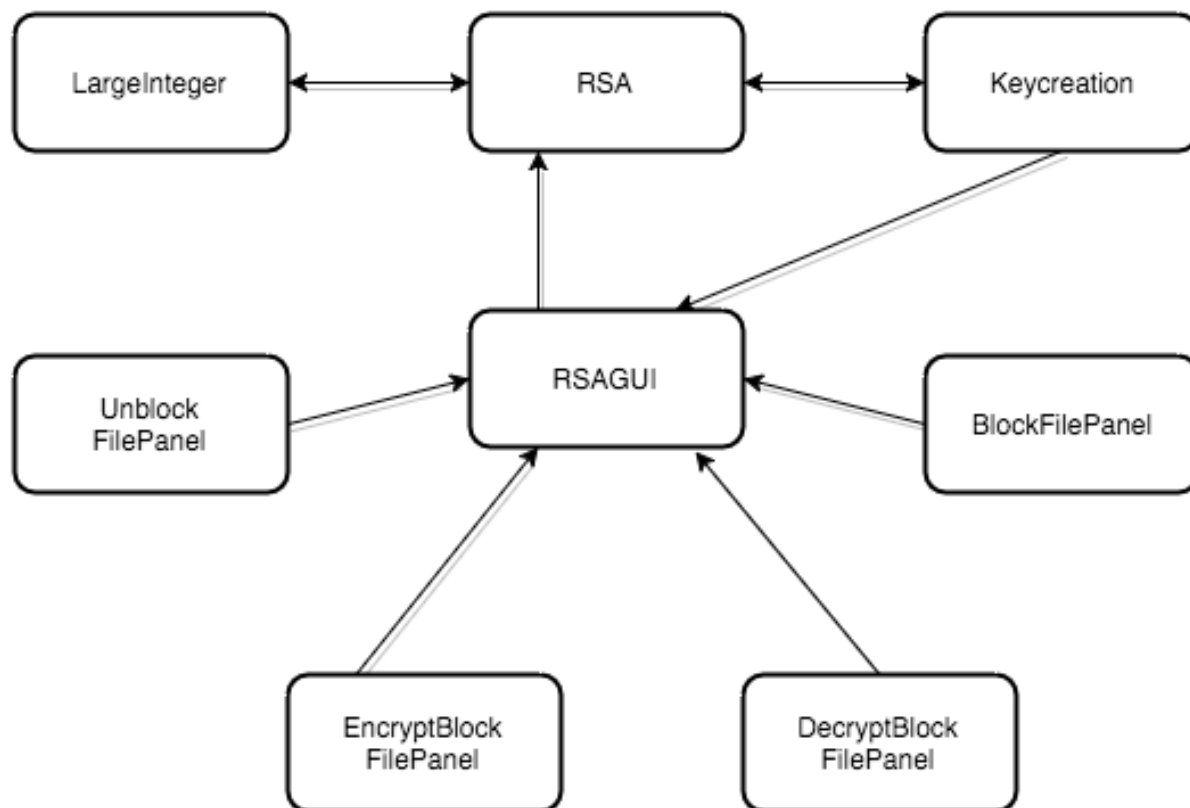 LargeInteger
RSA
Keycreation
RSAGUI
Unblock
FilePanel
BlockFilePanel
EncryptBlock
FilePanel
DecryptBlock
FilePanel